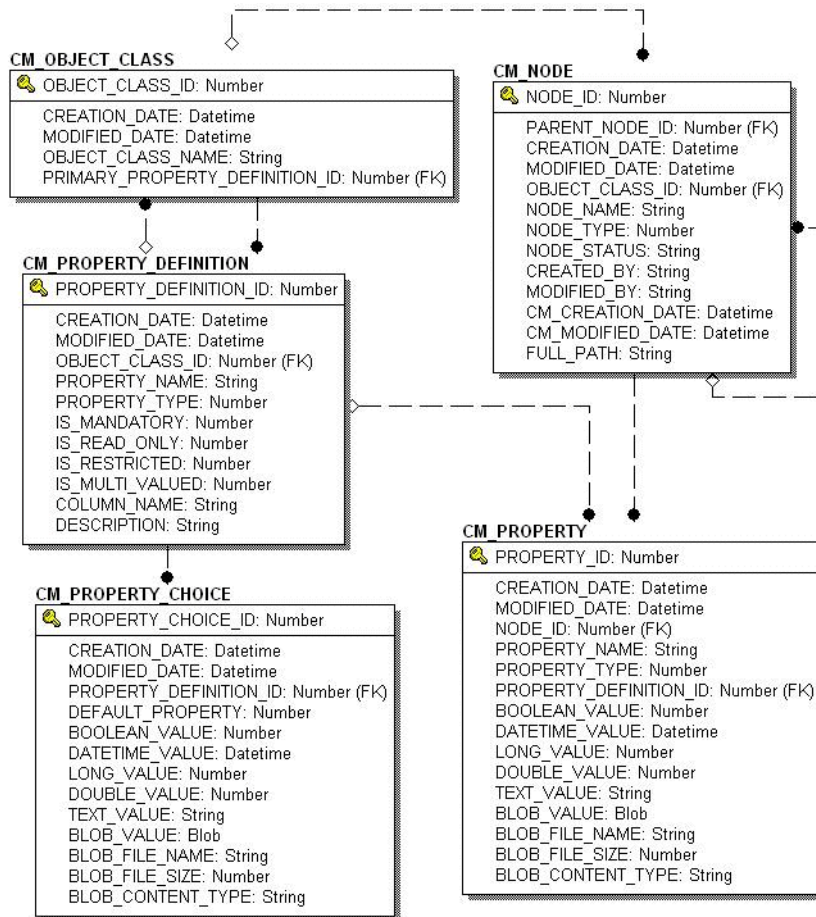 CM_OBJECT_CLASS
OBJECT_CLASS_ID: Number
CREATION_DATE: Datetime
MODIFIED_DATE: Datetime
OBJECT_CLASS_NAME: String
PRIMARY_PROPERTY_DEFINITION_ID: Number (FK)
CM_NODE
NODE_ID: Number
PARENT_NODE_ID: Number (FK)
CREATION_DATE: Datetime
MODIFIED_DATE: Datetime
OBJECT_CLASS_ID: Number (FK)
NODE_NAME: String
NODE_TYPE: Number
NODE_STATUS: String
CREATED_BY: String
MODIFIED_BY: String
CM_CREATION_DATE: Datetime
CM_MODIFIED_DATE: Datetime
FULL_PATH: String
CM_PROPERTY_DEFINITION
PROPERTY_DEFINITION_ID: Number
CREATION_DATE: Datetime
MODIFIED_DATE: Datetime
OBJECT_CLASS_ID: Number (FK)
PROPERTY_NAME: String
PROPERTY_TYPE: Number
IS_MANDATORY: Number
IS_READ_ONLY: Number
IS_RESTRICTED: Number
IS_MULTI_VALUED: Number
COLUMN_NAME: String
DESCRIPTION: String
CM_PROPERTY
PROPERTY_ID: Number
CREATION_DATE: Datetime
MODIFIED_DATE: Datetime
NODE_ID: Number (FK)
PROPERTY_NAME: String
PROPERTY_TYPE: Number
PROPERTY_DEFINITION_ID: Number (FK)
BOOLEAN_VALUE: Number
DATETIME_VALUE: Datetime
LONG_VALUE: Number
DOUBLE_VALUE: Number
TEXT_VALUE: String
BLOB_VALUE: Blob
BLOB_FILE_NAME: String
BLOB_FILE_SIZE: Number
BLOB_CONTENT_TYPE: String
CM_PROPERTY_CHOICE
PROPERTY_CHOICE_ID: Number
CREATION_DATE: Datetime
MODIFIED_DATE: Datetime
PROPERTY_DEFINITION_ID: Number (FK)
DEFAULT_PROPERTY: Number
BOOLEAN_VALUE: Number
DATETIME_VALUE: Datetime
LONG_VALUE: Number
DOUBLE_VALUE: Number
TEXT_VALUE: String
BLOB_VALUE: Blob
BLOB_FILE_NAME: String
BLOB_FILE_SIZE: Number
BLOB_CONTENT_TYPE: String